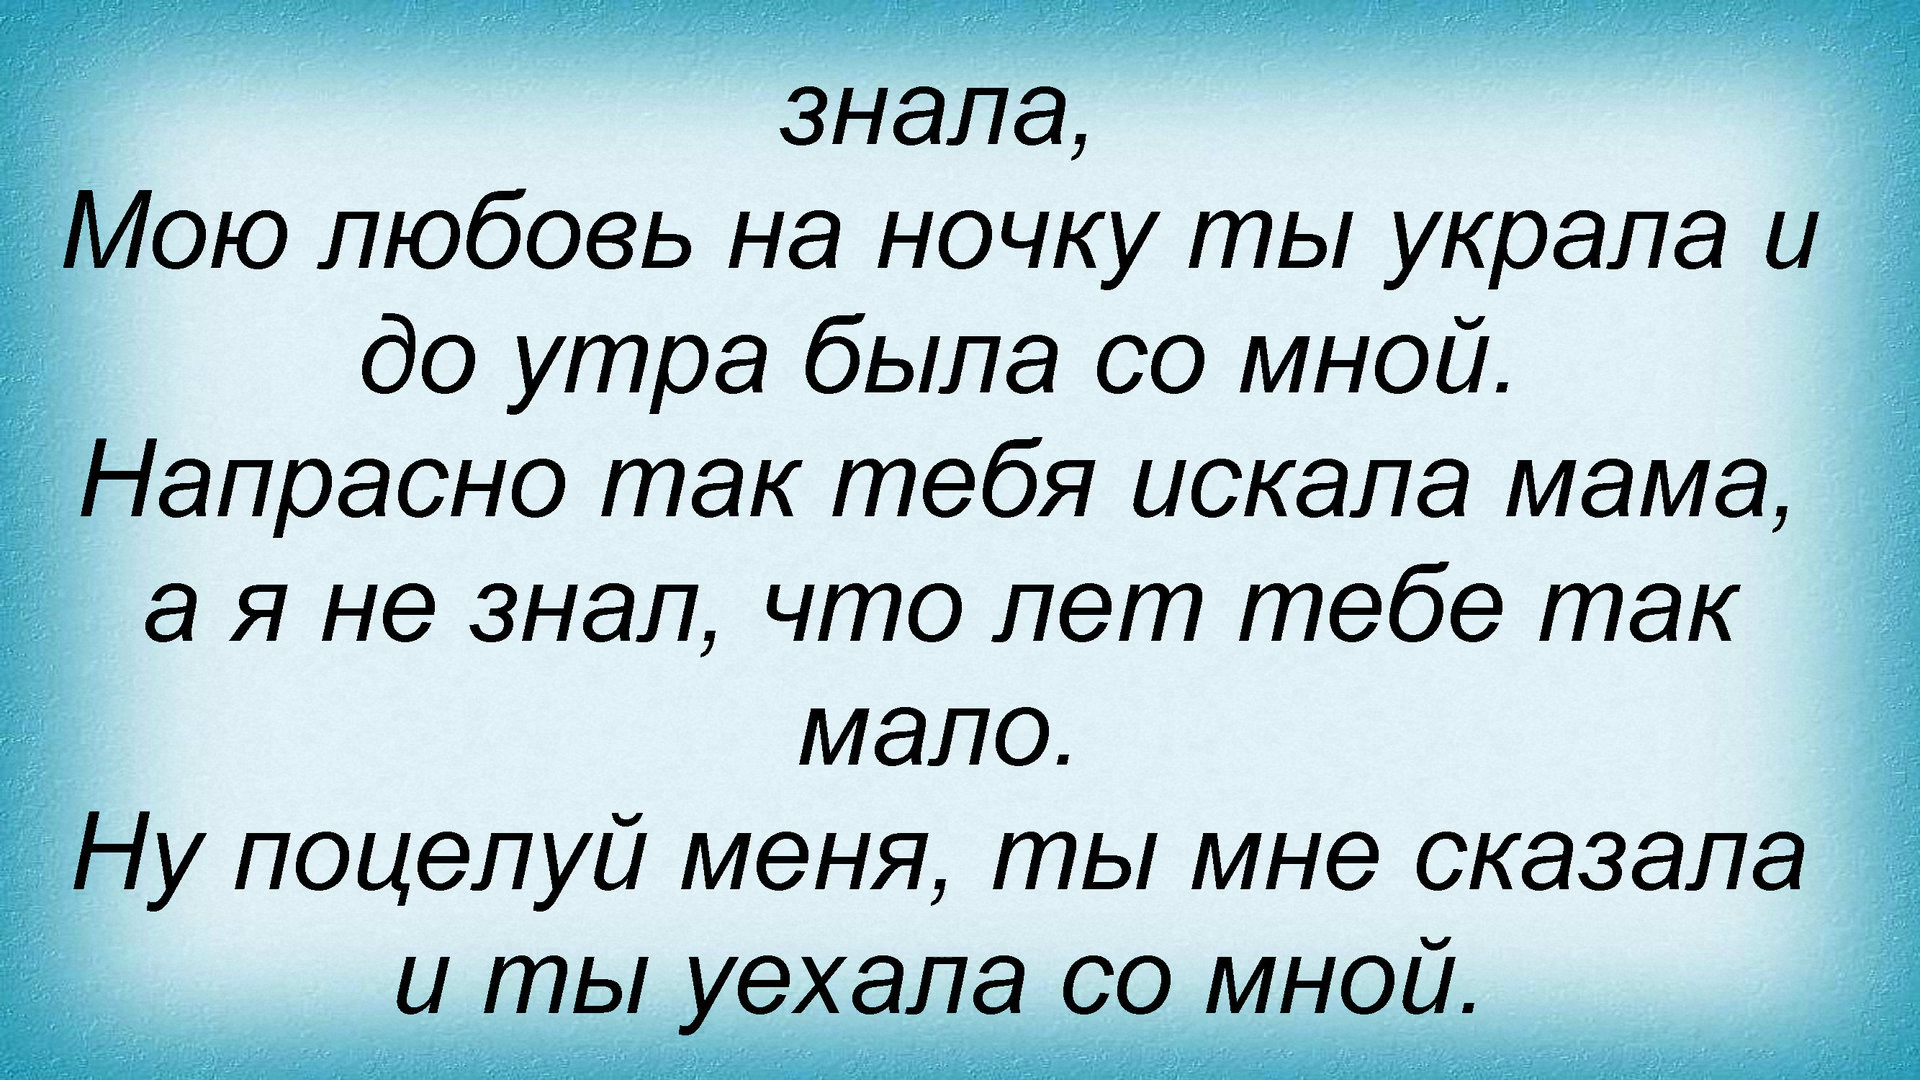 знала,
Мою любовь на ночку ты украла и
до утра была со мной.
Напрасно так тебя искала мама,
а я не знал, что лет тебе так
мало.
Ну поцелуй меня, ты мне сказала
и ты уехала со мной.